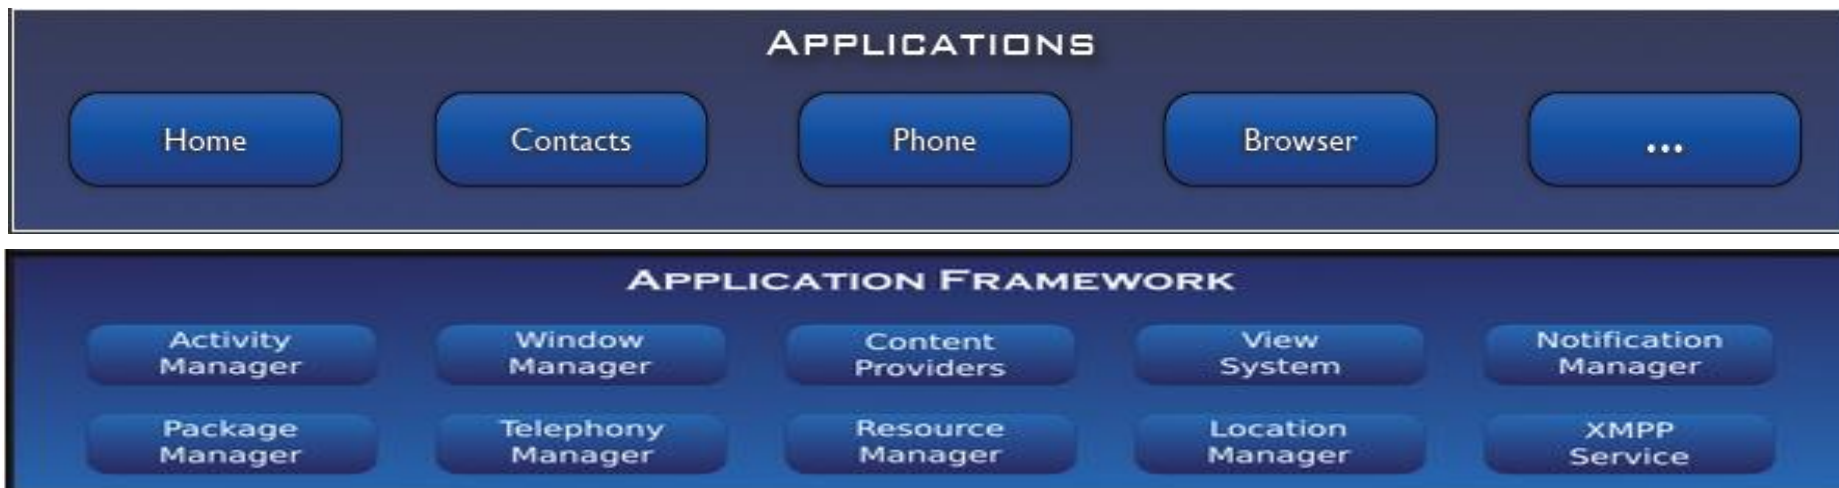 APPLICATIONS
Home
Contacts
Phone
Browser
...
APPLICATION FRAMEWORK
Activity
Manager
Window
Manager
Content
Providers
View
System
Notification
Manager
Package
Manager
Telephony
Manager
Resource
Manager
Location
Manager
XMPP
Service